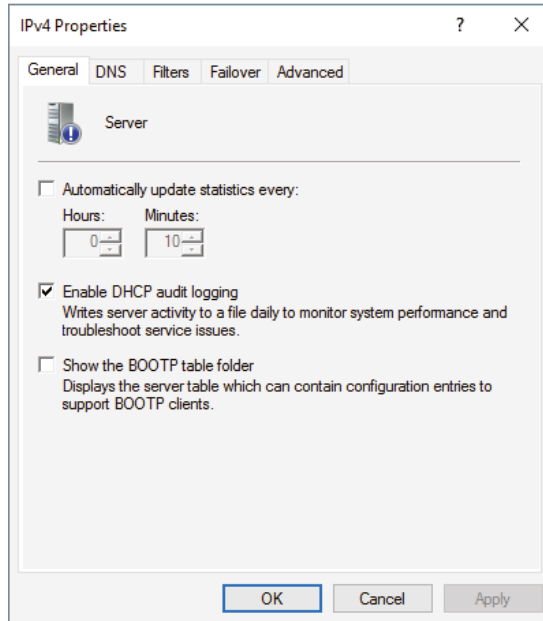 IPv4 Properties
?
General DNS Filters Failover Advanced
Server
Automatically update statistics every:
Hours: Minutes:
0 10
Enable DHCP audit logging
Writes server activity to a file daily to monitor system performance and
troubleshoot service issues.
Show the BOOTP table folder
Displays the server table which can contain configuration entries to
support BOOTP clients.
OK Cancel Apply